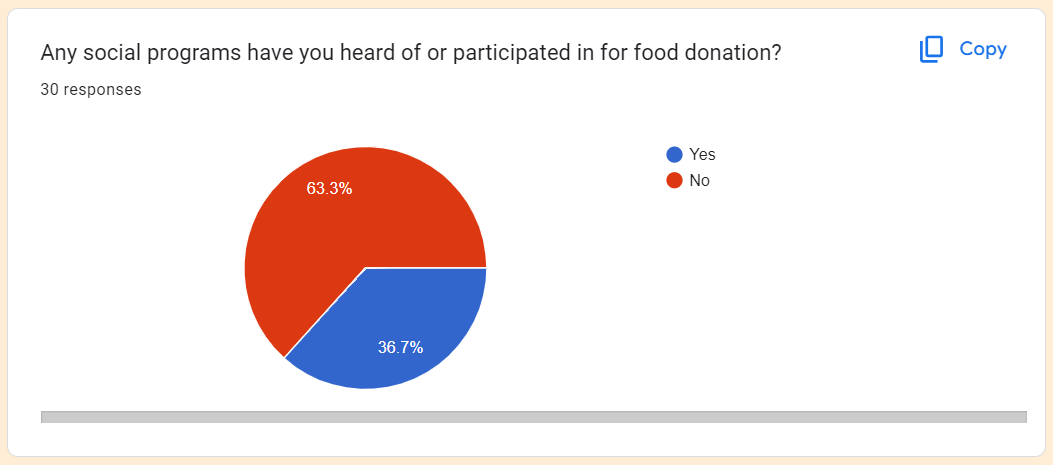 Any social programs have you heard of or participated in for food donation?
Copy
30 responses
Yes
No
63.3%
36.7%